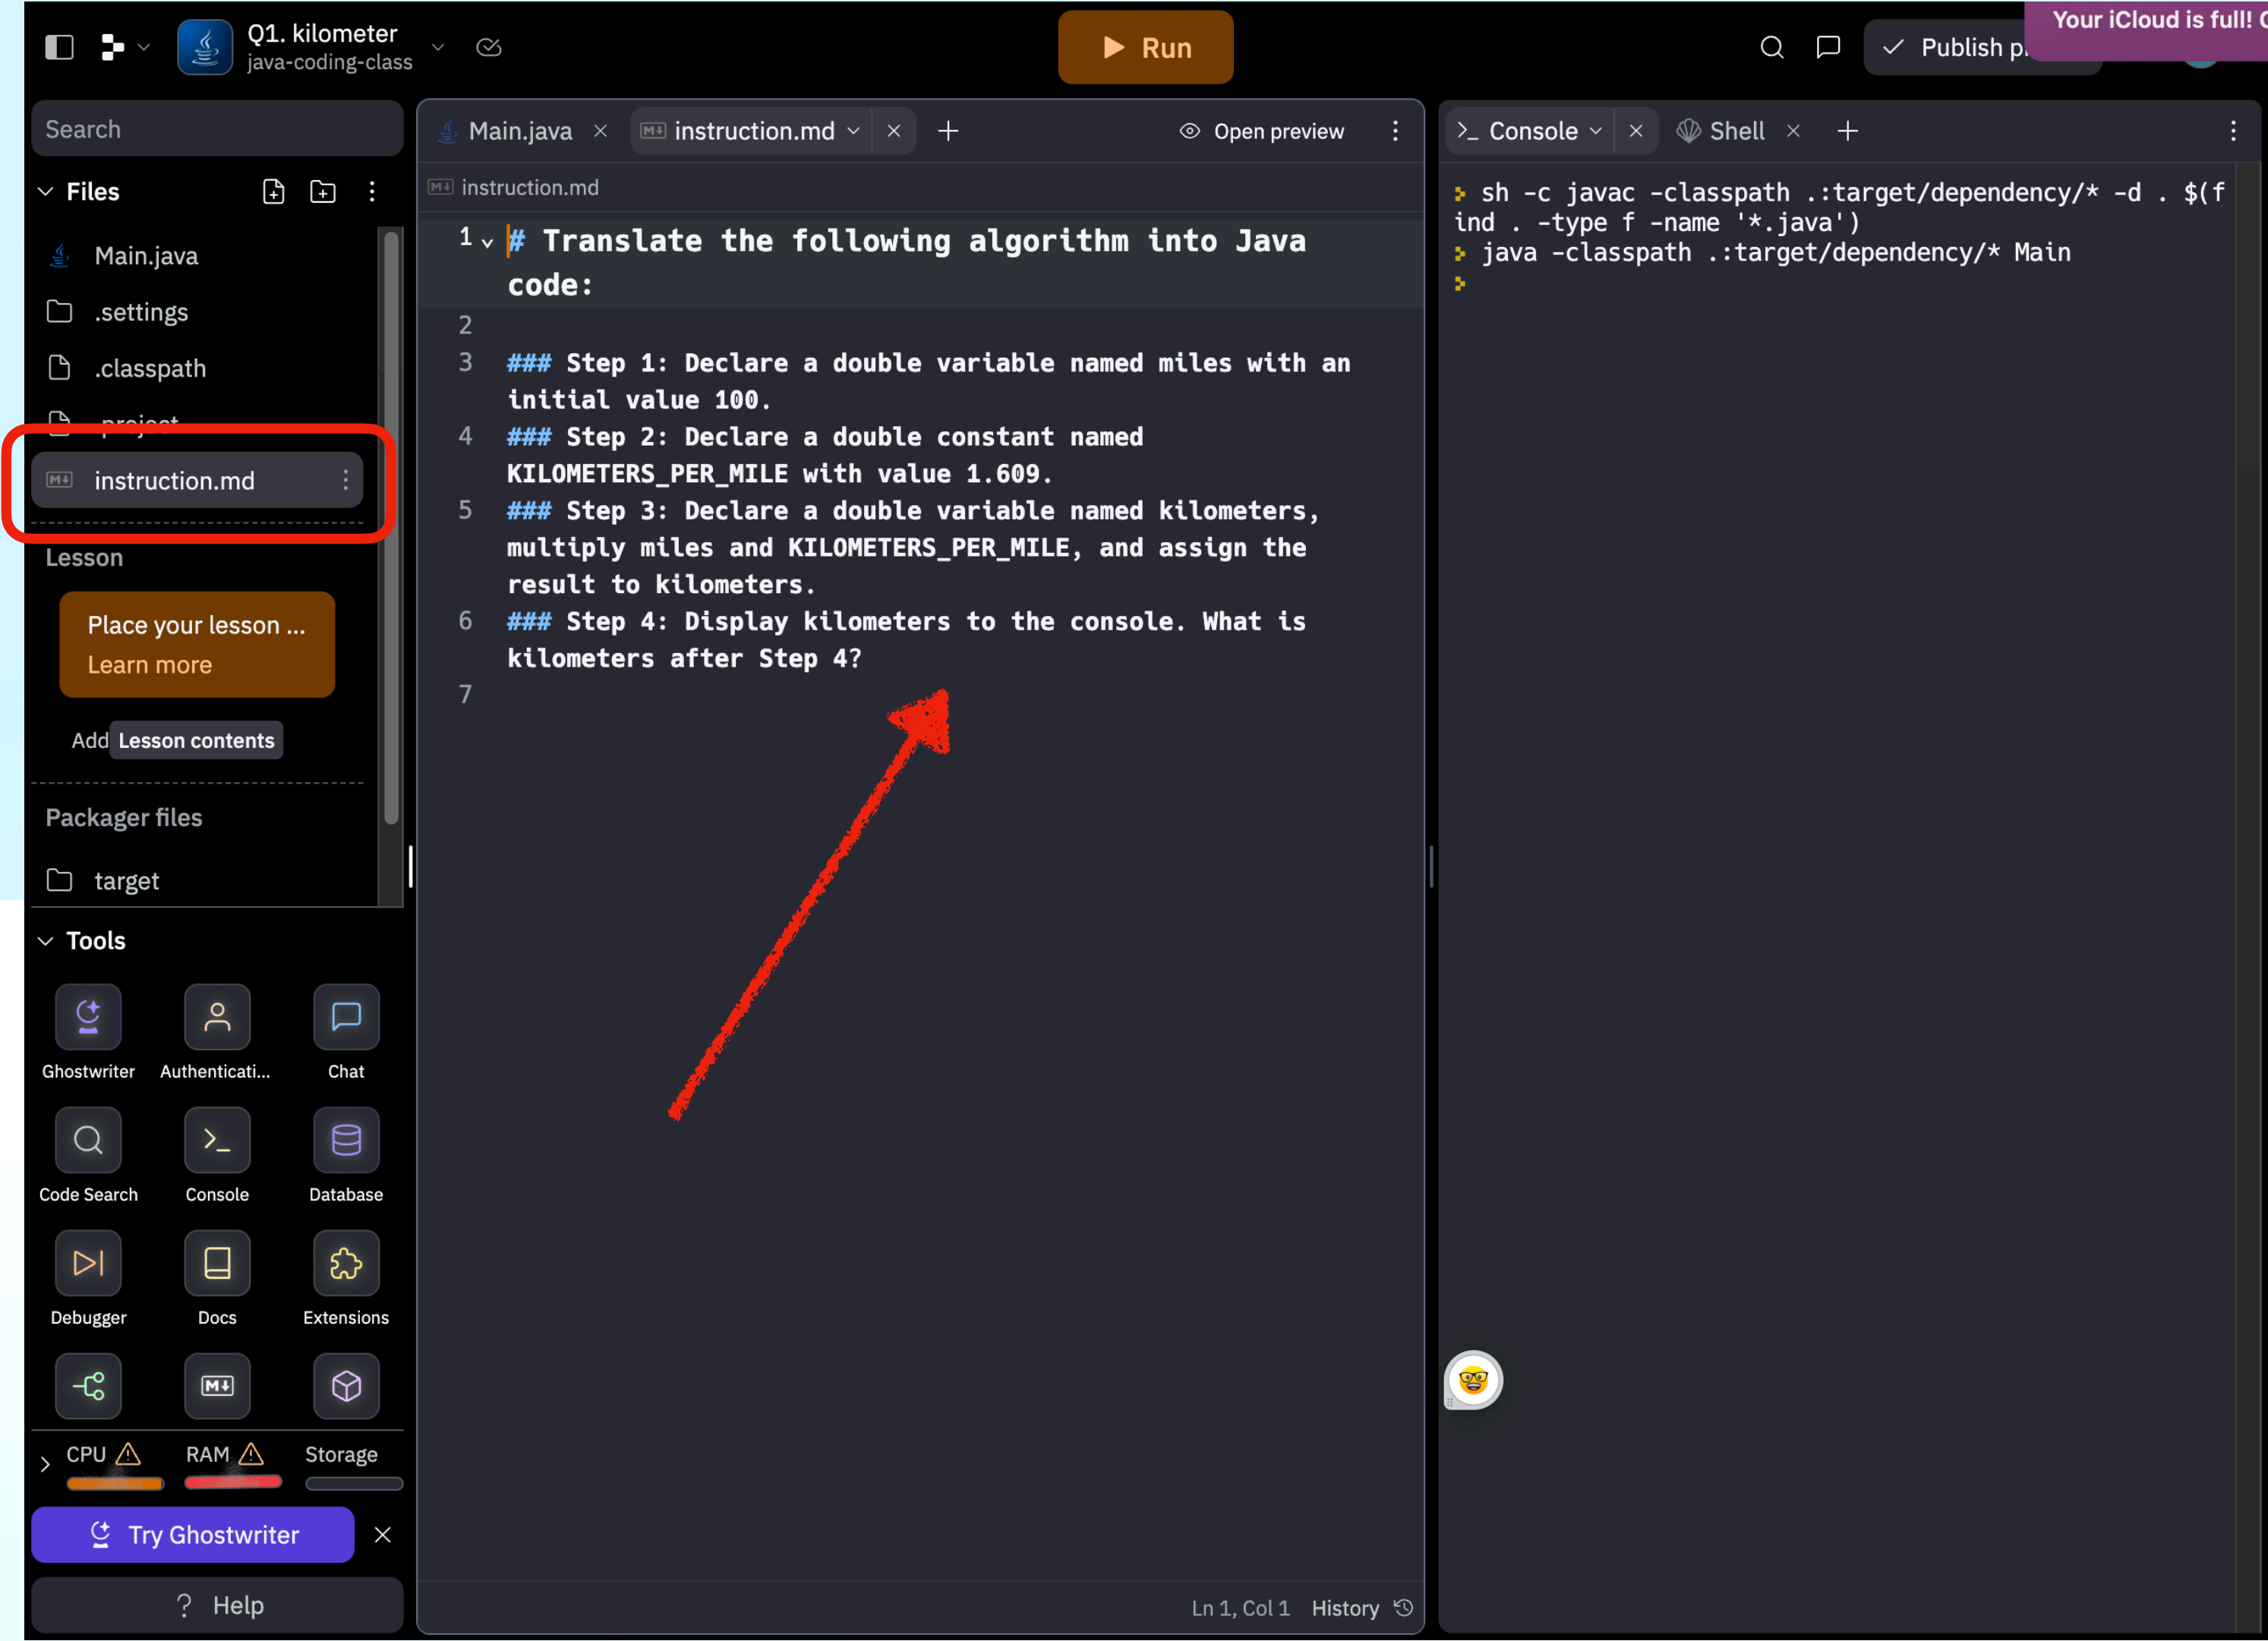 Q1. kilometer
java-coding-class
Run
Publish p
Your iCloud is full!
Search
Files
Main.java
.settings
.classpath
.project
instruction.md
Lesson
Place your lesson ...
Learn more
Add Lesson contents
Packager files
target
Tools
Ghostwriter
Authenticati...
Chat
Code Search
Console
Database
Debugger
Docs
Extensions
M↓
CPU
RAM
Storage
Try Ghostwriter
? Help
Main.java
instruction.md
Open preview
instruction.md
1 # Translate the following algorithm into Java
code:
2
3 ### Step 1: Declare a double variable named miles with an
initial value 100.
4 ### Step 2: Declare a double constant named
KILOMETERS_PER_MILE with value 1.609.
5 ### Step 3: Declare a double variable named kilometers,
multiply miles and KILOMETERS_PER_MILE, and assign the
result to kilometers.
6 ### Step 4: Display kilometers to the console. What is
kilometers after Step 4?
7
Ln 1, Col 1 History
Console
Shell
sh -c javac -classpath .:target/dependency/* -d . $(f
ind . -type f -name '*.java')
java -classpath .:target/dependency/* Main